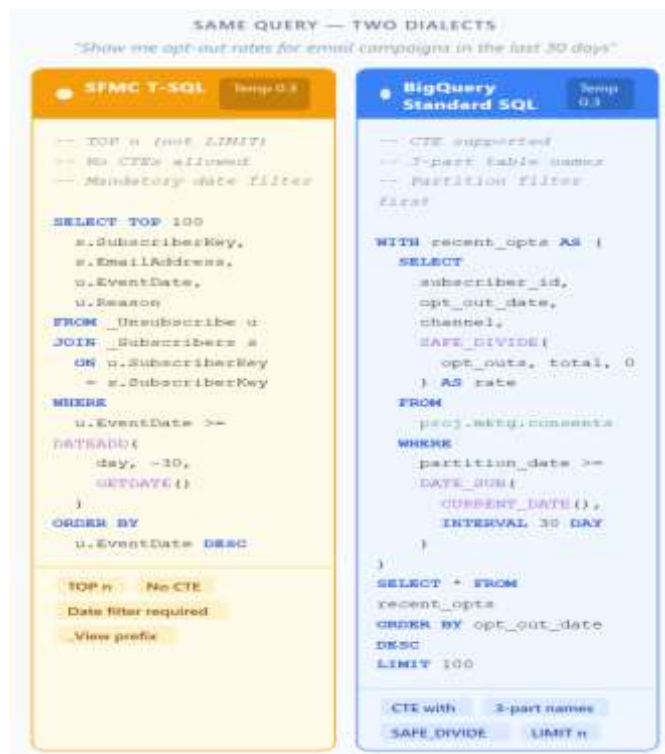 SAME QUERY — TWO DIALECTS
"Show me opt-out rates for email campaigns in the last 30 days"
SFMC T-SQL
Temp 0.3
-- TOP n (not LIMIT)
-- No CTEs allowed
-- Mandatory date filter
SELECT TOP 100
s.SubscriberKey,
s.EmailAddress,
u.EventDate,
u.Reason
FROM _Unsubscribe u
JOIN _Subscribers s
ON u.SubscriberKey
= s.SubscriberKey
WHERE
u.EventDate >=
DATEADD(
day, -30,
GETDATE()
)
ORDER BY
u.EventDate DESC
TOP n
No CTE
Date filter required
_View prefix
BigQuery
Standard SQL
Temp
0.3
-- CTE supported
-- 3-part table names
-- Partition filter
first
WITH recent_opts AS (
SELECT
subscriber_id,
opt_out_date,
channel,
SAFE_DIVIDE(
opt_outs, total, 0
) AS rate
FROM
proj.mktg.consents
WHERE
partition_date >=
DATE_SUB(
CURRENT_DATE(),
INTERVAL 30 DAY
)
)
SELECT * FROM
recent_opts
ORDER BY opt_out_date
DESC
LIMIT 100
CTE with
3-part names
SAFE_DIVIDE
LIMIT n